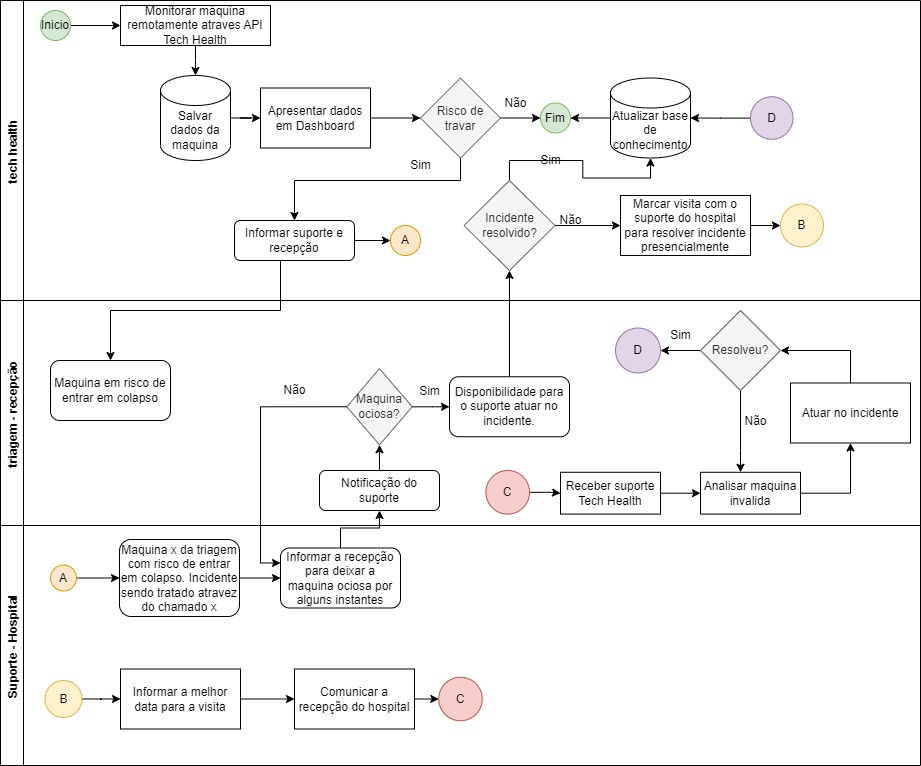 tech health
Inicio
Monitorar máquina
remotamente atraves API
Tech Health
Salvar
dados da
maquina
Apresentar dados
em Dashboard
Risco de
travar
Não
Fim
Atualizar base
de
conhecimento
D
Sim
Sim
Informar suporte e
recepção
A
Incidente
resolvido?
Não
Marcar visita com o
suporte do hospital
para resolver incidente
presencialmente
B
triagem - recepção
Maquina em risco de
entrar em colapso
Não
Maquina
ociosa?
Sim
Disponibilidade para
o suporte atuar no
incidente.
D
Sim
Resolveu?
Não
Atuar no incidente
Notificação do
suporte
C
Receber suporte
Tech Health
Analisar maquina
invalida
Suporte - Hospital
A
Maquina x da triagem
com risco de entrar
em colapso. Incidente
sendo tratado atravez
do chamado x
Informar a recepção
para deixar a
maquina ociosa por
alguns instantes
B
Informar a melhor
data para a visita
Comunicar a
recepção do hospital
C